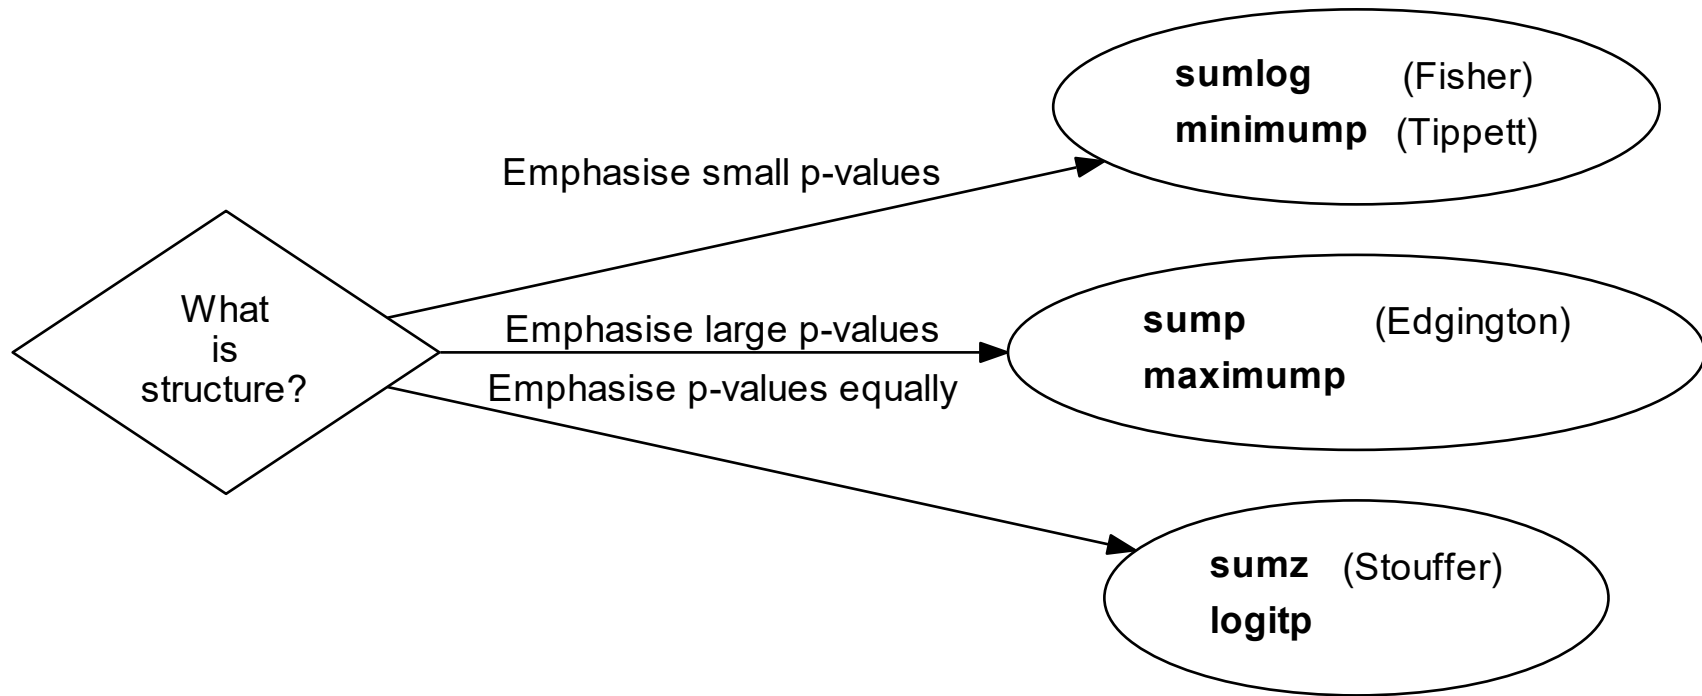 What
is
structure?
Emphasise small p-values
sumlog (Fisher)
minimump (Tippett)
Emphasise large p-values
sump (Edgington)
maximump
Emphasise p-values equally
sumz (Stouffer)
logitp